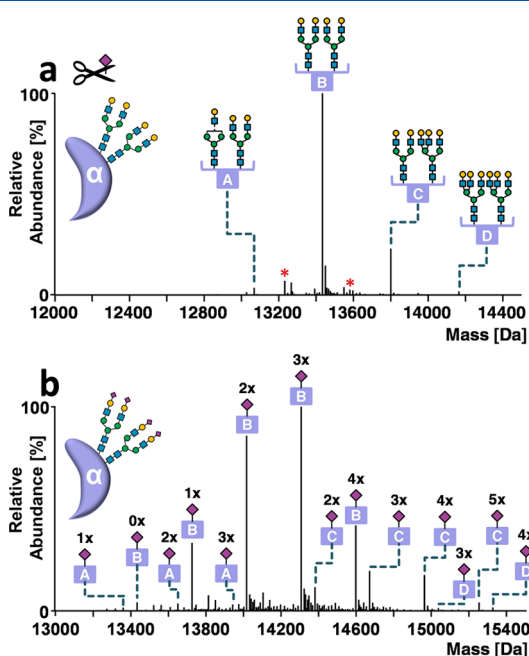 a
α
Relative
Abundance [%]
100
0
A
B
C
D
*
*
12000 12400 12800 13200 13600 14000 14400
Mass [Da]
b
α
Relative
Abundance [%]
100
0
1x
A
0x
B
2x
A
1x
B
3x
A
2x
B
3x
B
2x
C
4x
B
3x
C
4x
C
3x
D
5x
C
4x
D
13000 13400 13800 14200 14600 15000 15400
Mass [Da]